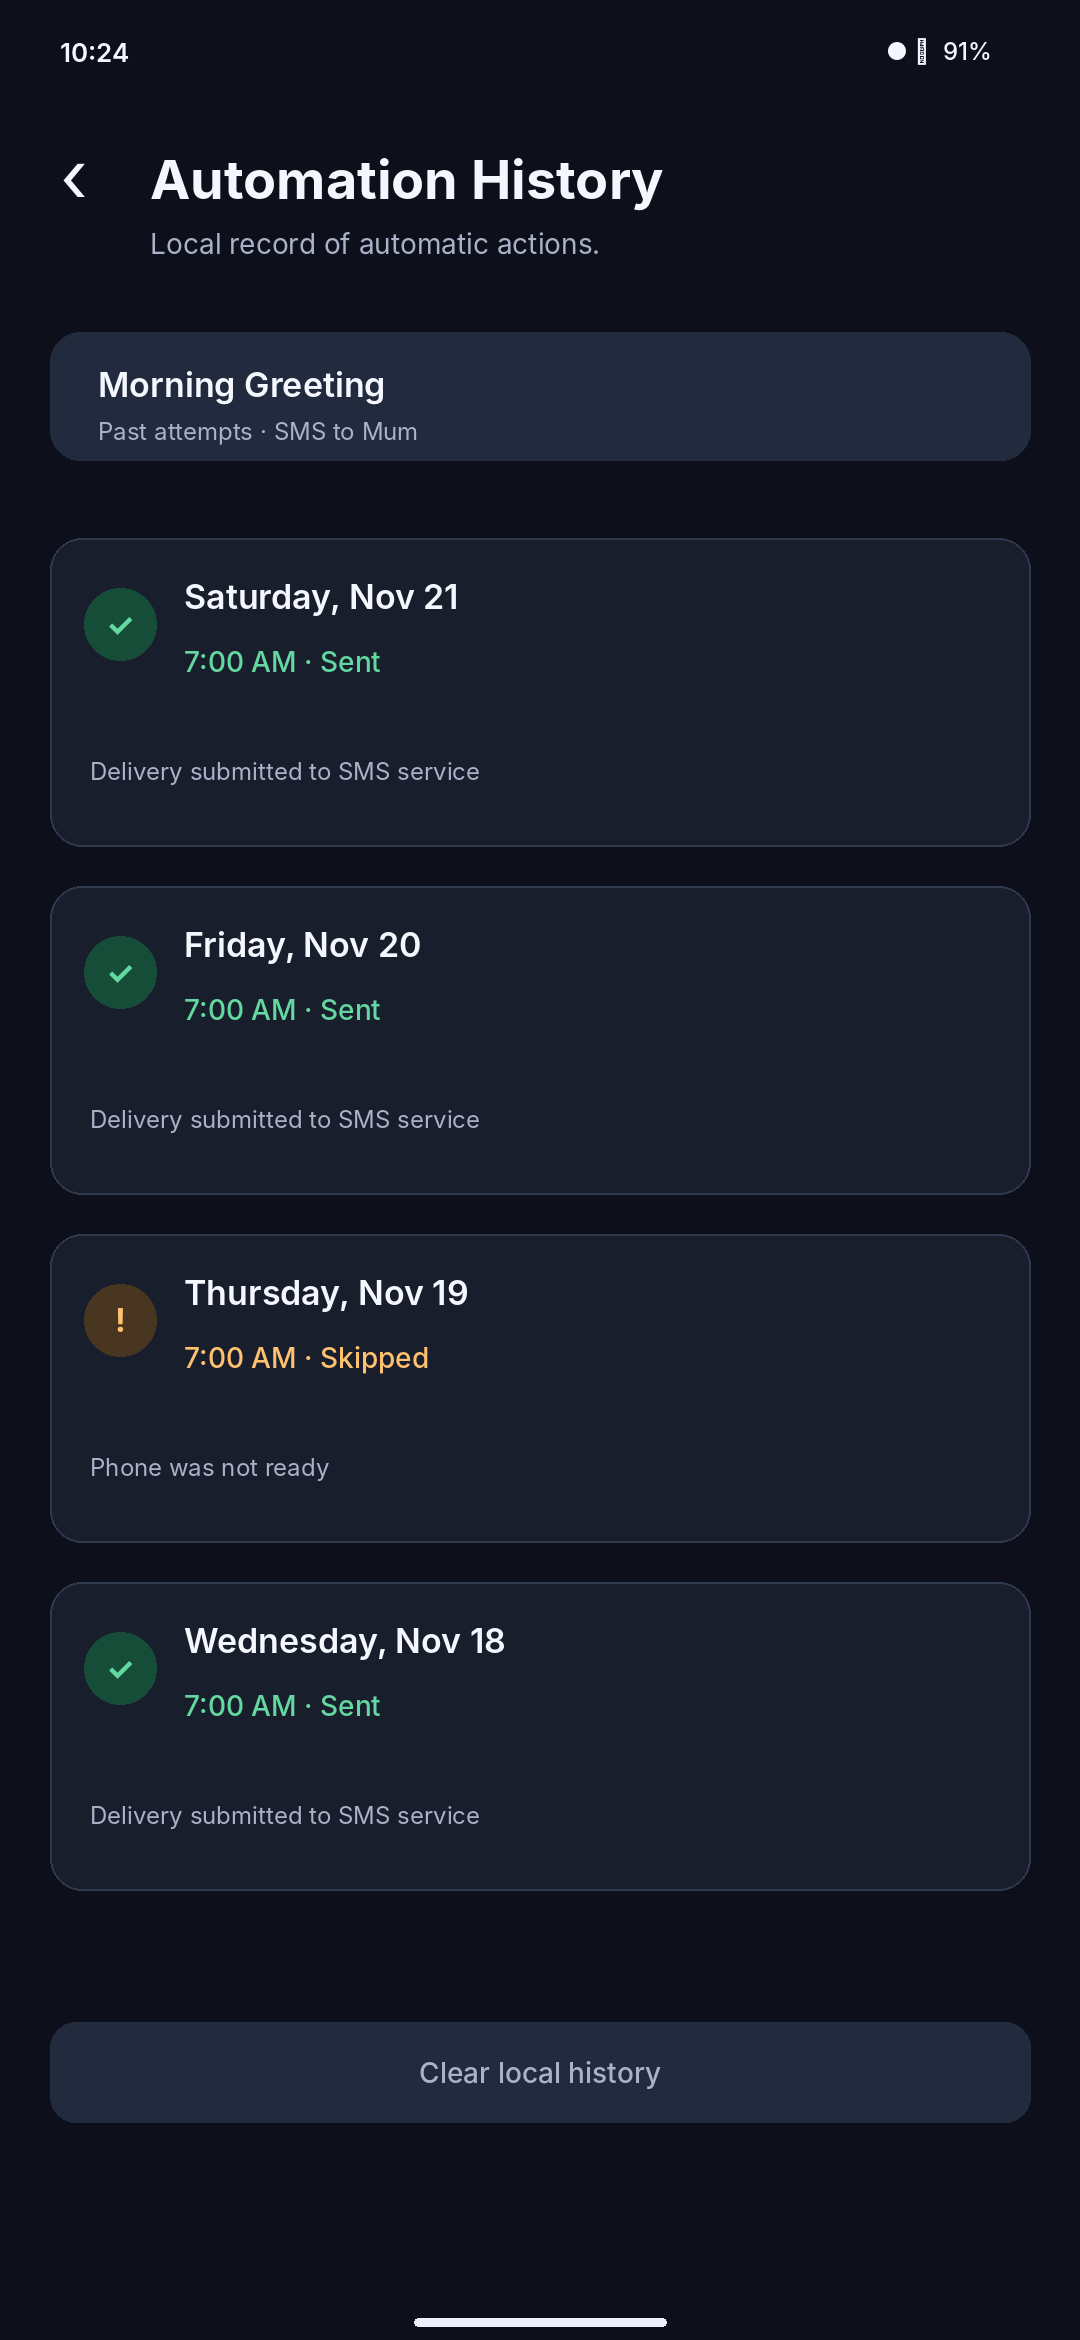 10:24
91%
Automation History
Local record of automatic actions.
Morning Greeting
Past attempts · SMS to Mum
Saturday, Nov 21
7:00 AM · Sent
Delivery submitted to SMS service
Friday, Nov 20
7:00 AM · Sent
Delivery submitted to SMS service
Thursday, Nov 19
7:00 AM · Skipped
Phone was not ready
Wednesday, Nov 18
7:00 AM · Sent
Delivery submitted to SMS service
Clear local history